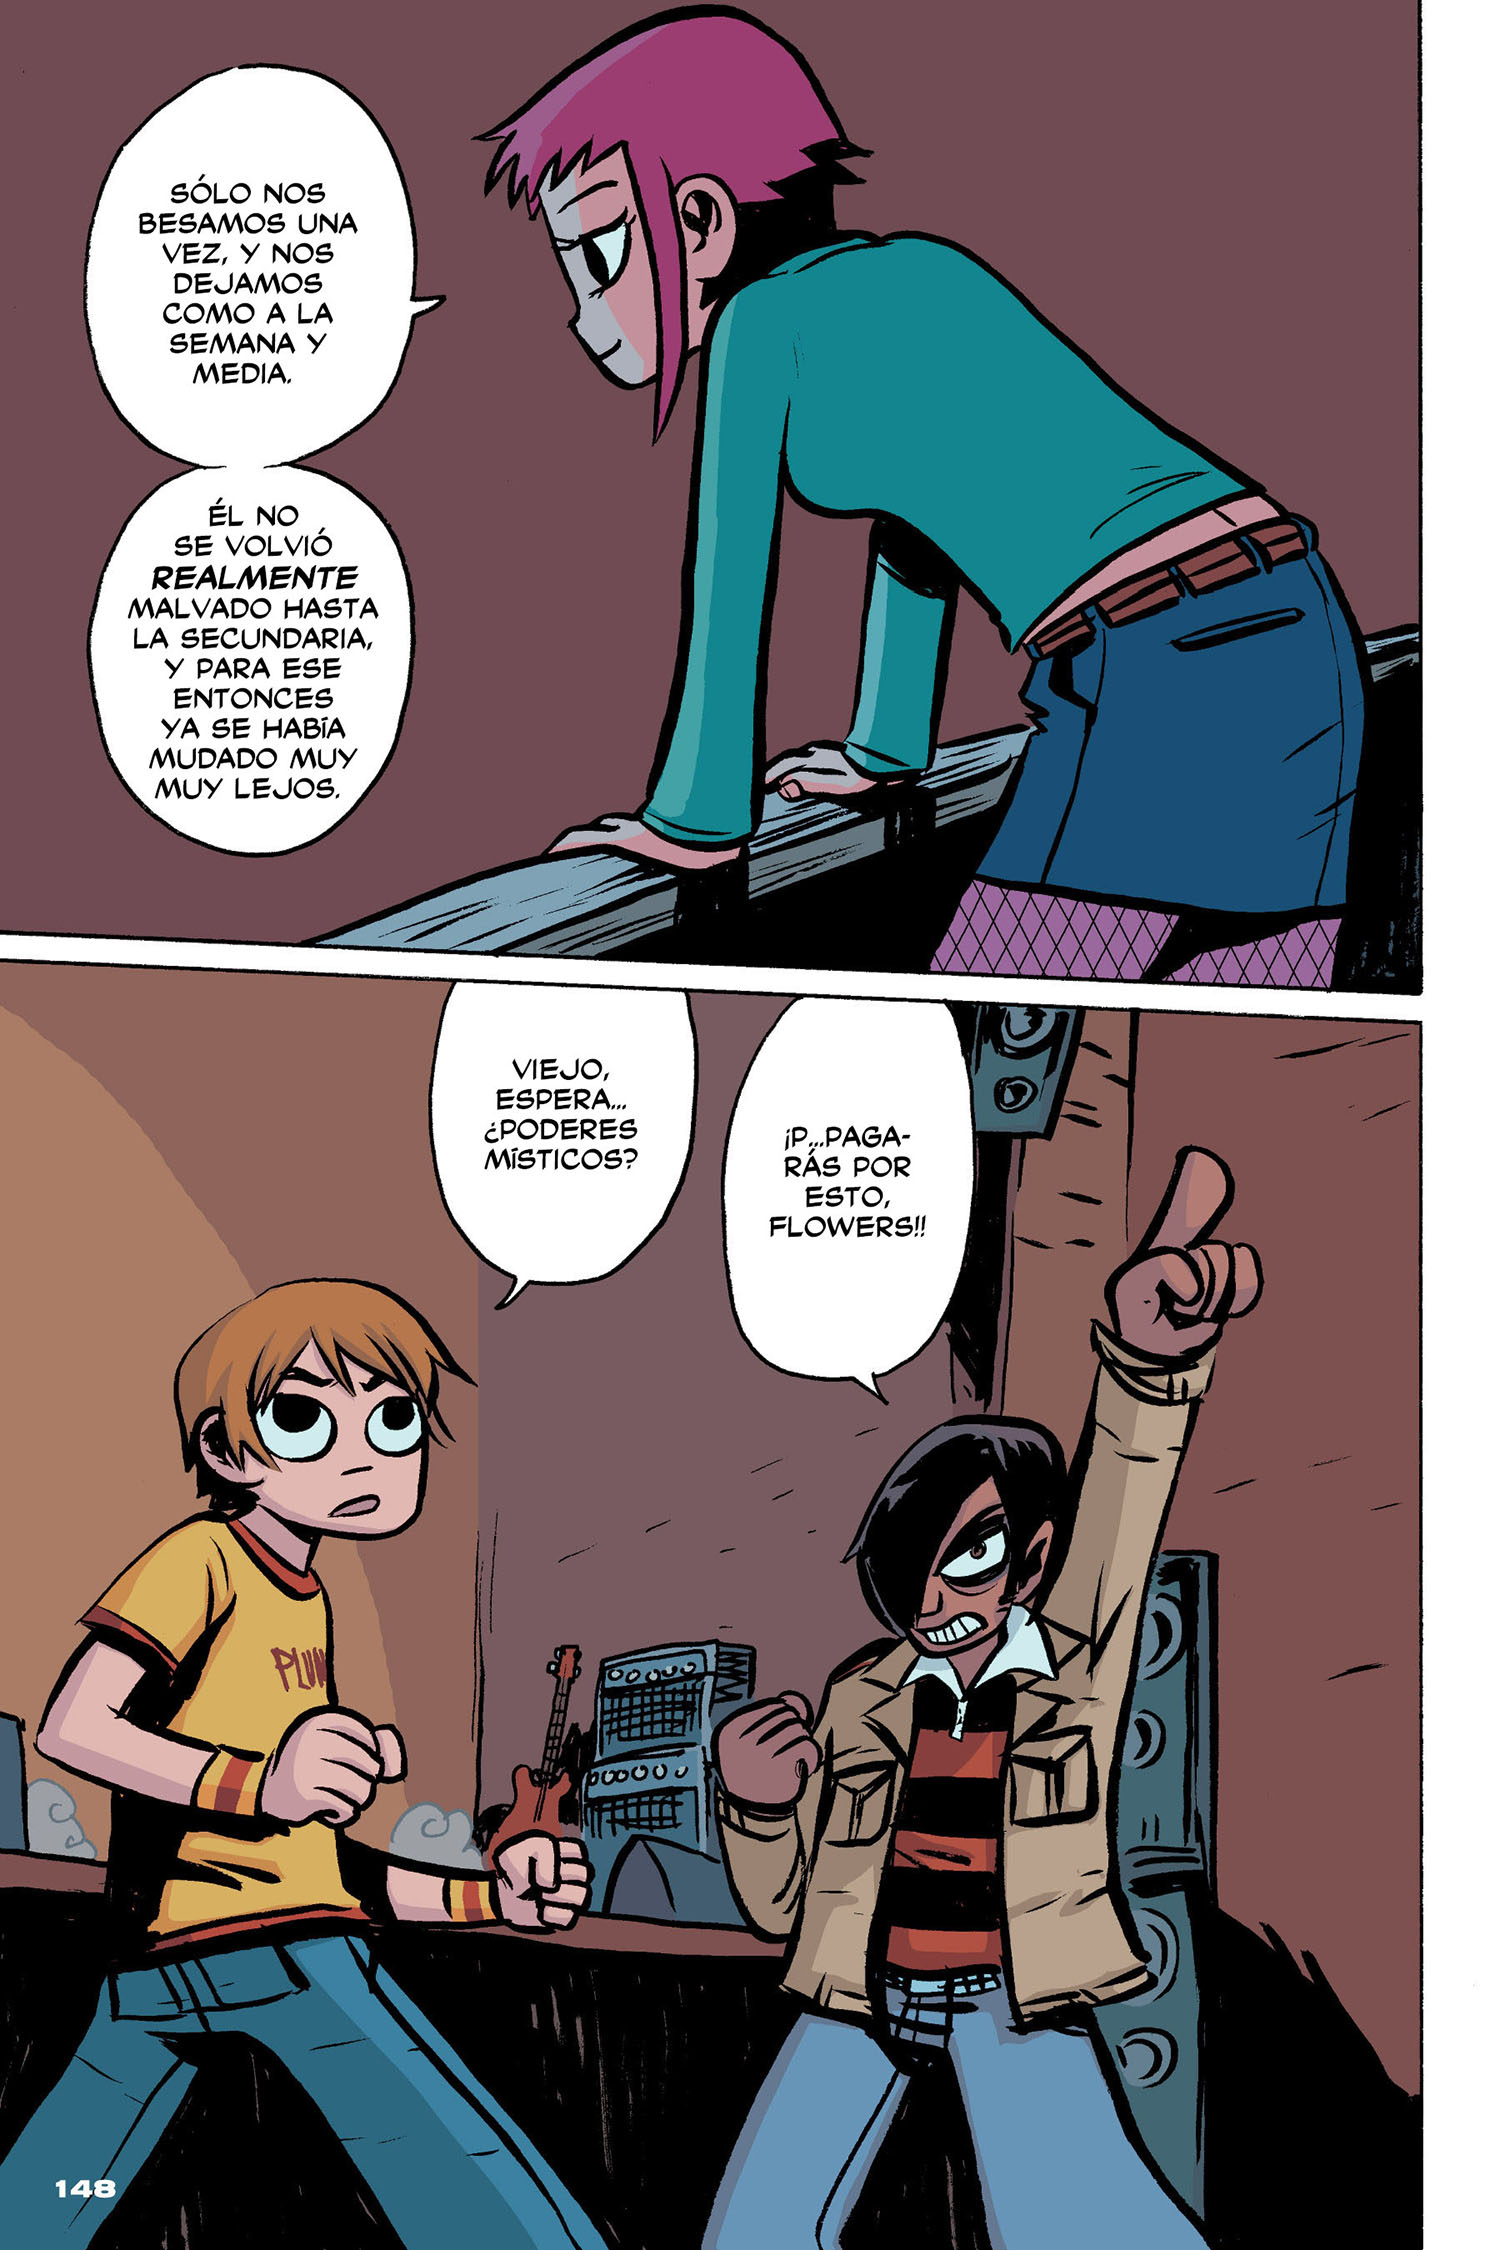 SÓLO NOS
BESAMOS UNA
VEZ, Y NOS
DEJAMOS
COMO A LA
SEMANA Y
MEDIA.
ÉL NO
SE VOLVIÓ
REALMENTE
MALVADO HASTA
LA SECUNDARIA,
Y PARA ESE
ENTONCES
YA SE HABÍA
MUDADO MUY
MUY LEJOS.
VIEJO,
ESPERA...
¿PODERES
MÍSTICOS?
¡P...PAGA-
RÁS POR
ESTO,
FLOWERS!!
148